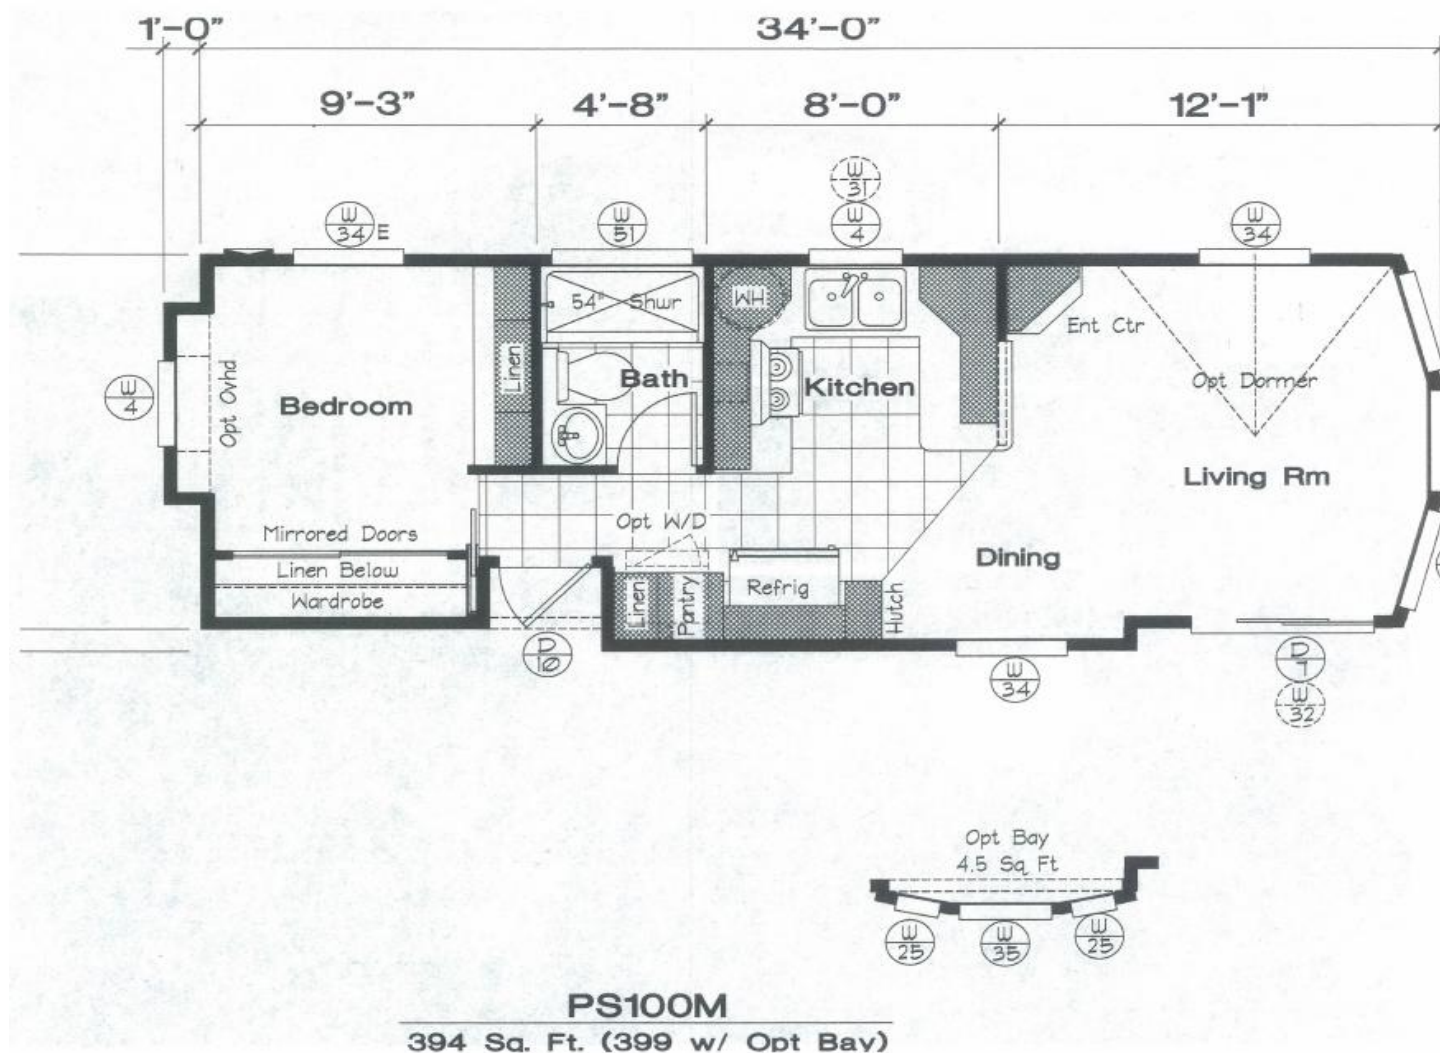 1'-0" 34'-0"
9'-3" 4'-8" 8'-0" 12'-1"
W
31
W
34 E
W
51
W
4
W
34
54" Shwr
WH
Ent Ctr
Linen
Bath
Kitchen
Opt Dormer
W
4
Opt Ovhd
Bedroom
Living Rm
Mirrored Doors
Opt W/D
Dining
Linen Below
Wardrobe
Linen
Pantry
Refrig
Hutch
D
10
W
34
D
7
W
32
Opt Bay
4.5 Sq Ft
W
25
W
35
W
25
PS100M
394 Sq. Ft. (399 w/ Opt Bay)